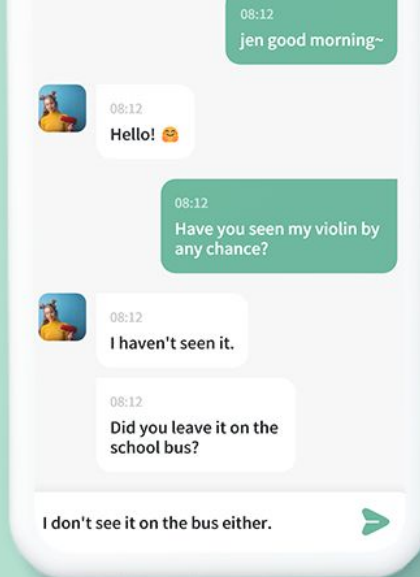 08:12
jen good morning~
08:12
Hello! 🤗
08:12
Have you seen my violin by
any chance?
08:12
I haven't seen it.
08:12
Did you leave it on the
school bus?
I don't see it on the bus either.